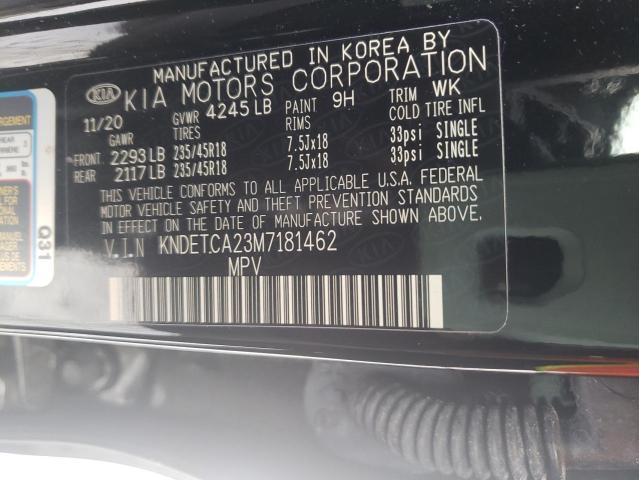 MANUFACTURED IN KOREA BY
KIA KIA MOTORS CORPORATION
11/20 GVWR 4245 LB PAINT 9H TRIM WK
GAWR TIRES RIMS COLD TIRE INFL
FRONT 2293 LB 235/45R18 7.5Jx18 33psi SINGLE
REAR 2117 LB 235/45R18 7.5Jx18 33psi SINGLE
THIS VEHICLE CONFORMS TO ALL APPLICABLE U.S.A. FEDERAL
MOTOR VEHICLE SAFETY AND THEFT PREVENTION STANDARDS
IN EFFECT ON THE DATE OF MANUFACTURE SHOWN ABOVE.
V.I.N KNDETCA23M7181462
MPV
Q31